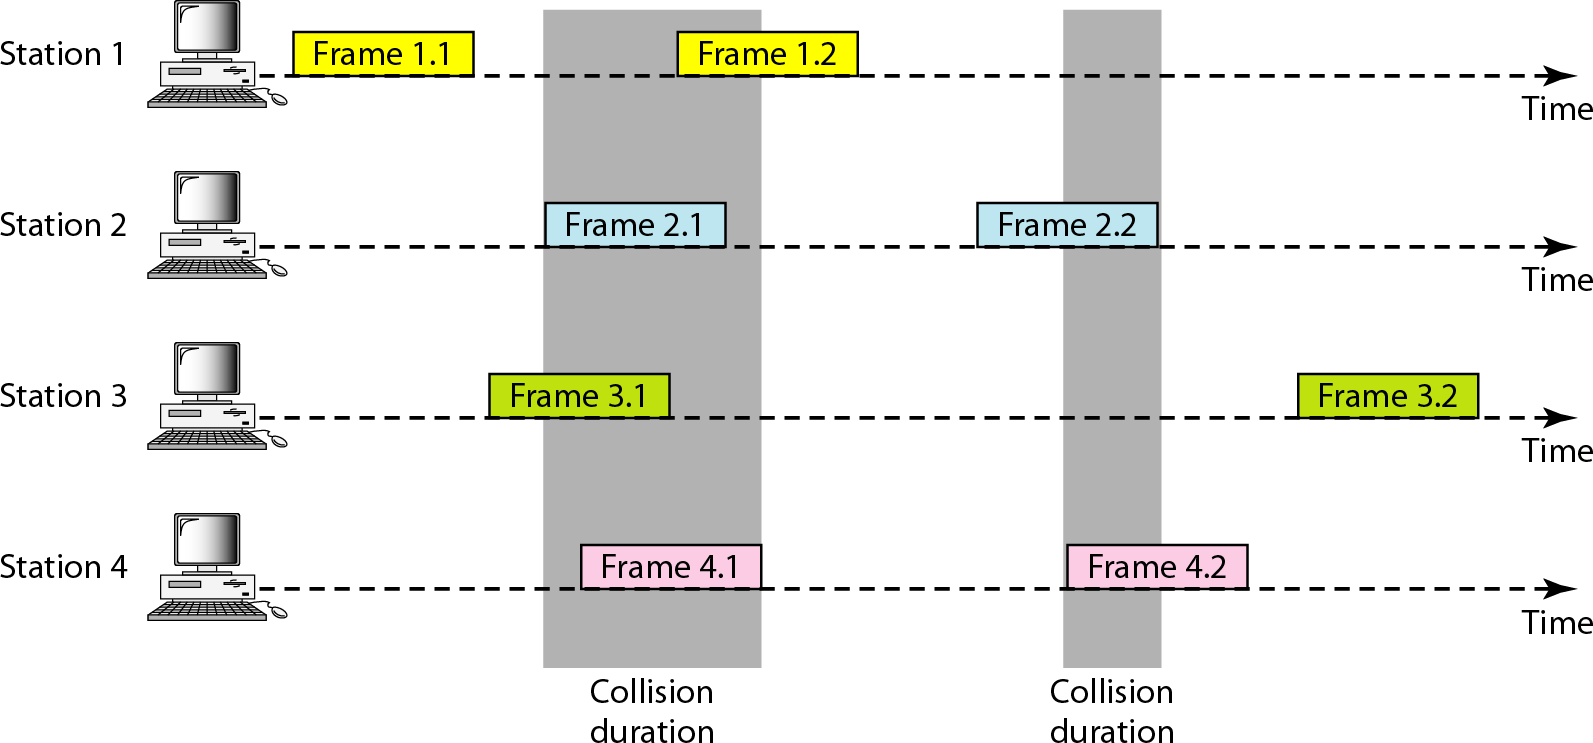 Station 1
Frame 1.1
Frame 1.2
Time
Station 2
Frame 2.1
Frame 2.2
Time
Station 3
Frame 3.1
Frame 3.2
Time
Station 4
Frame 4.1
Frame 4.2
Time
Collision
duration
Collision
duration